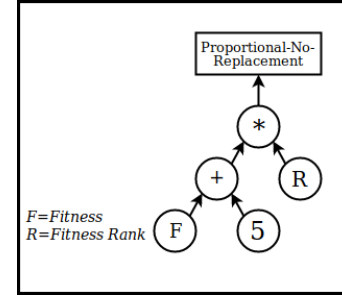 Proportional-No-
Replacement
*
+
R
F=Fitness
R=Fitness Rank
F
5